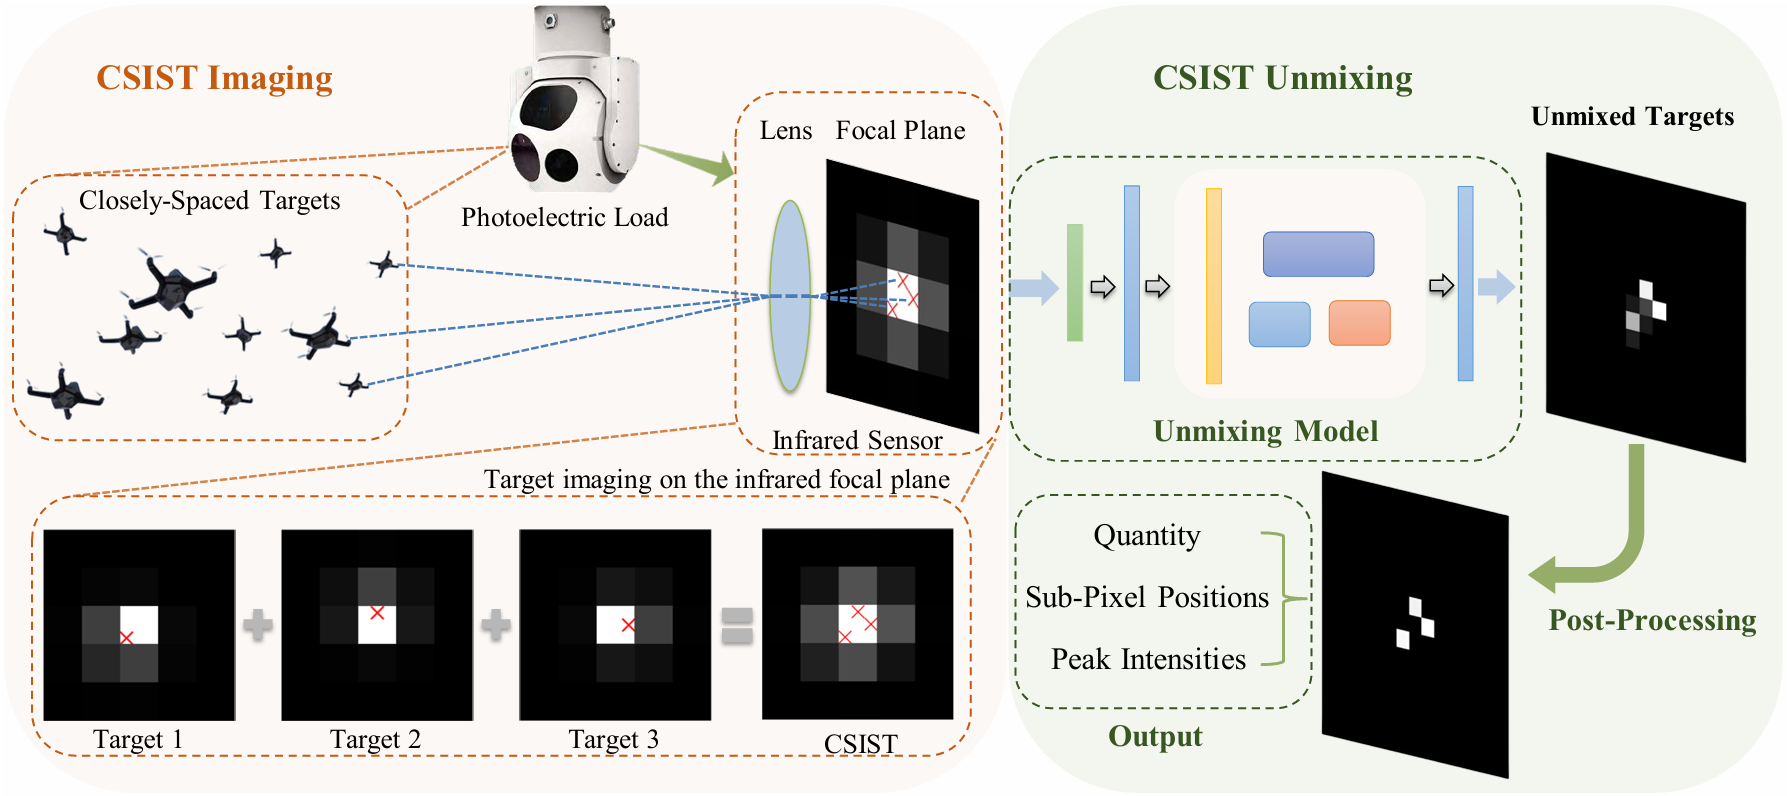 CSIST Imaging
Closely-Spaced Targets
Photoelectric Load
Lens Focal Plane
Infrared Sensor
Target imaging on the infrared focal plane
Target 1
Target 2
Target 3
CSIST
CSIST Unmixing
Unmixed Targets
Unmixing Model
Post-Processing
Quantity
Sub-Pixel Positions
Peak Intensities
Output